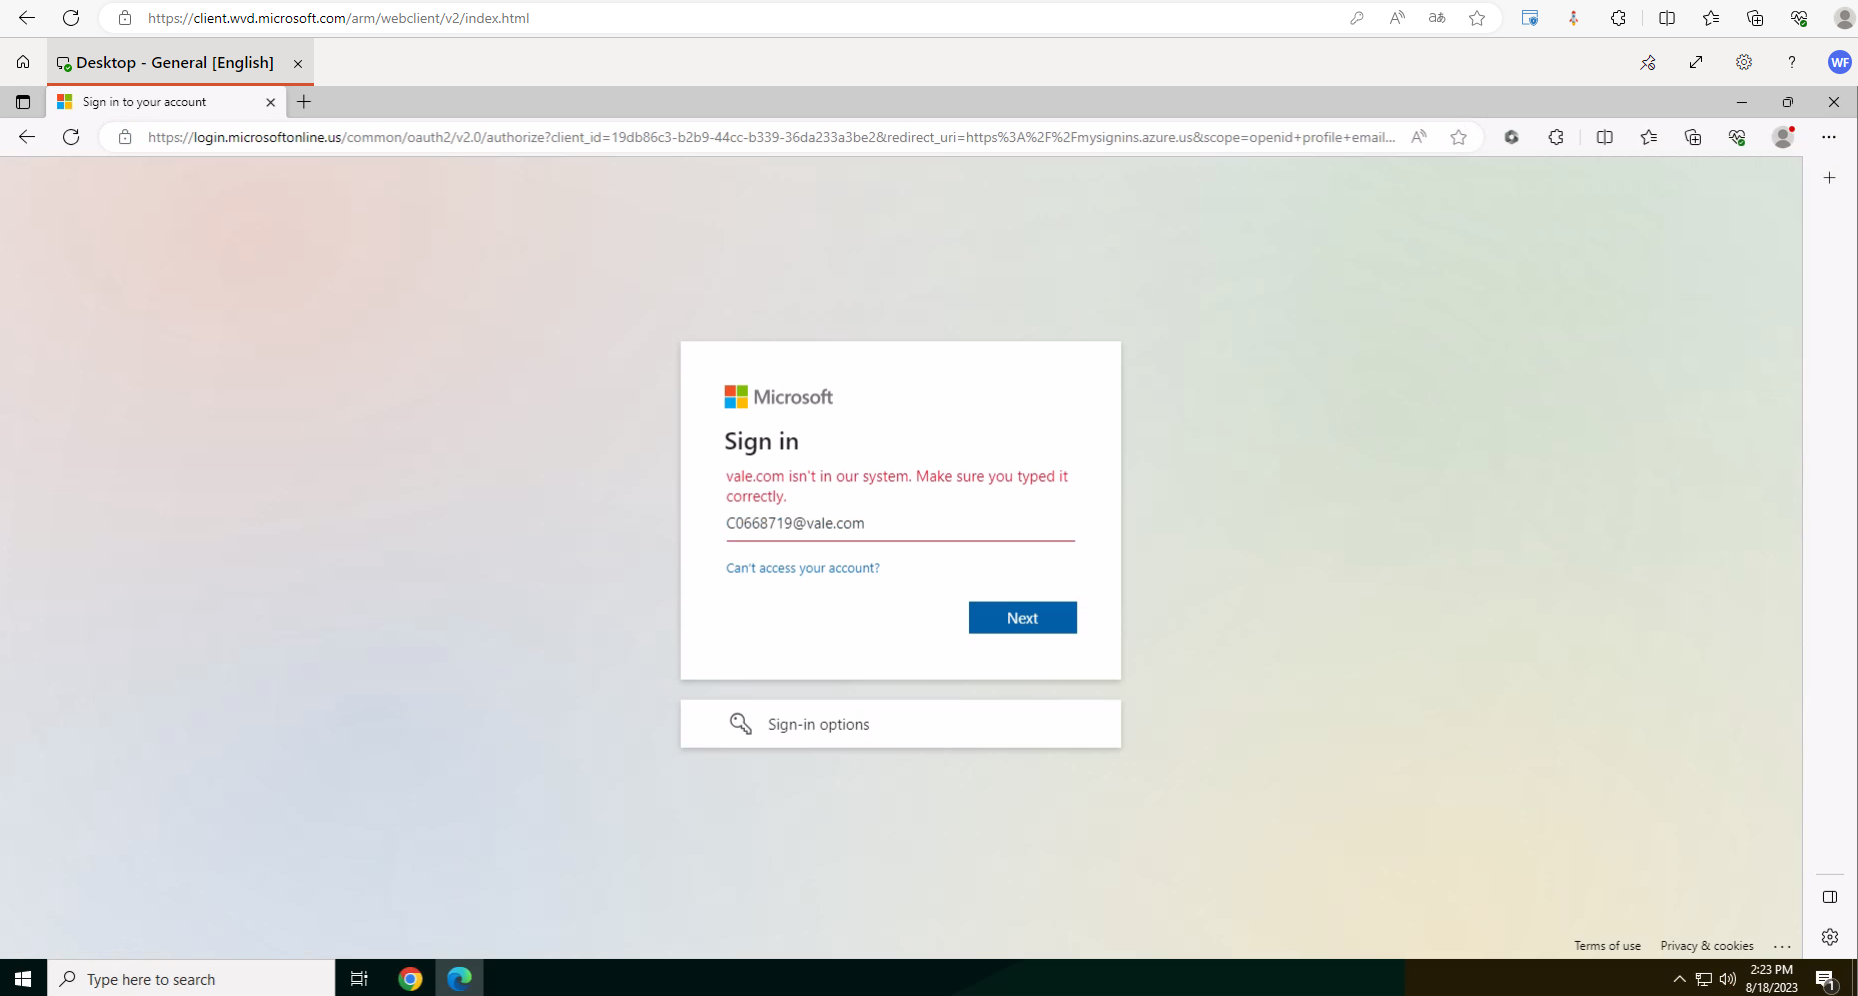 https://client.wvd.microsoft.com/arm/webclient/v2/index.html
Desktop - General [English]
WF
Sign in to your account
https://login.microsoftonline.us/common/oauth2/v2.0/authorize?client_id=19db86c3-b2b9-44cc-b339-36da233a3be2&redirect_uri=https%3A%2F%2Fmysignins.azure.us&scope=openid+profile+email...
Microsoft
Sign in
vale.com isn't in our system. Make sure you typed it
correctly.
C0668719@vale.com
Can't access your account?
Next
Sign-in options
Terms of use Privacy & cookies ...
Type here to search
2:23 PM
8/18/2023
1